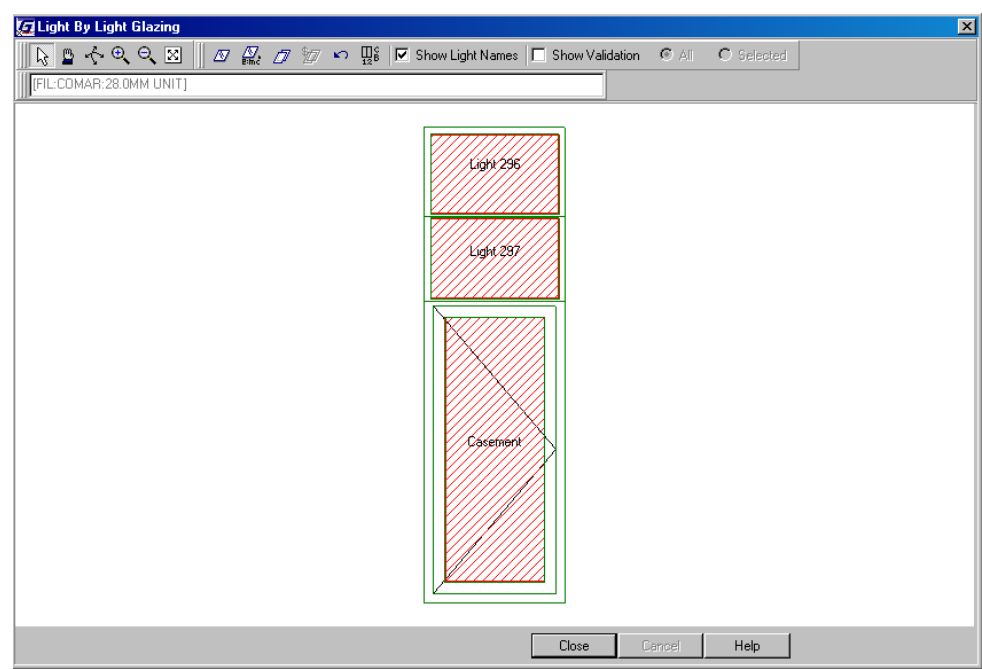 Light By Light Glazing
Show Light Names Show Validation All Selected
[FIL:COMAR:28.0MM UNIT]
Light 296
Light 297
Casement
Close Cancel Help